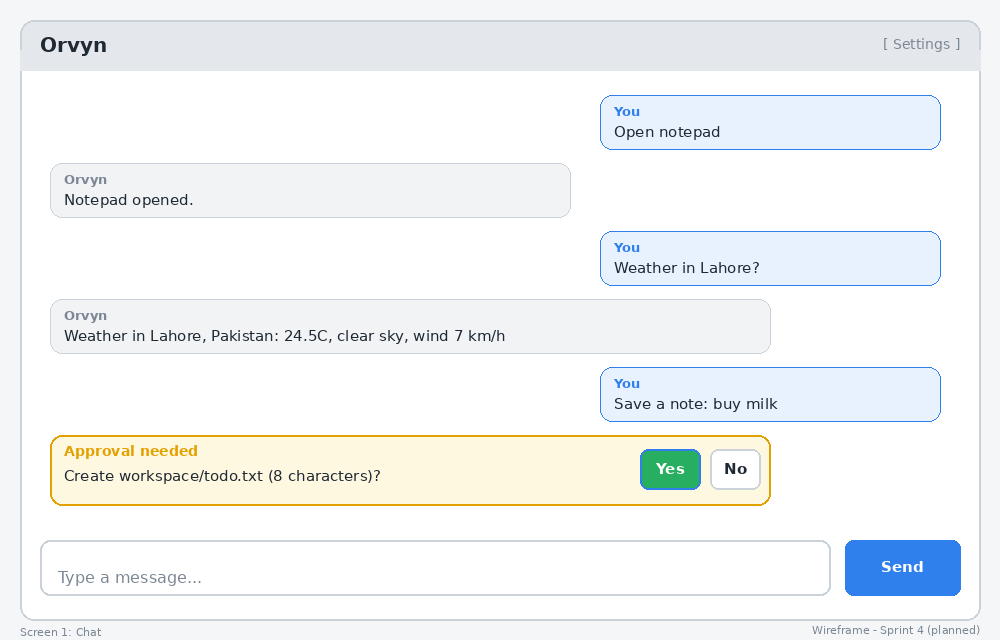 Orvyn
[ Settings ]
You
Open notepad
Orvyn
Notepad opened.
You
Weather in Lahore?
Orvyn
Weather in Lahore, Pakistan: 24.5C, clear sky, wind 7 km/h
You
Save a note: buy milk
Approval needed
Create workspace/todo.txt (8 characters)?
Yes
No
Type a message...
Send
Screen 1: Chat
Wireframe - Sprint 4 (planned)